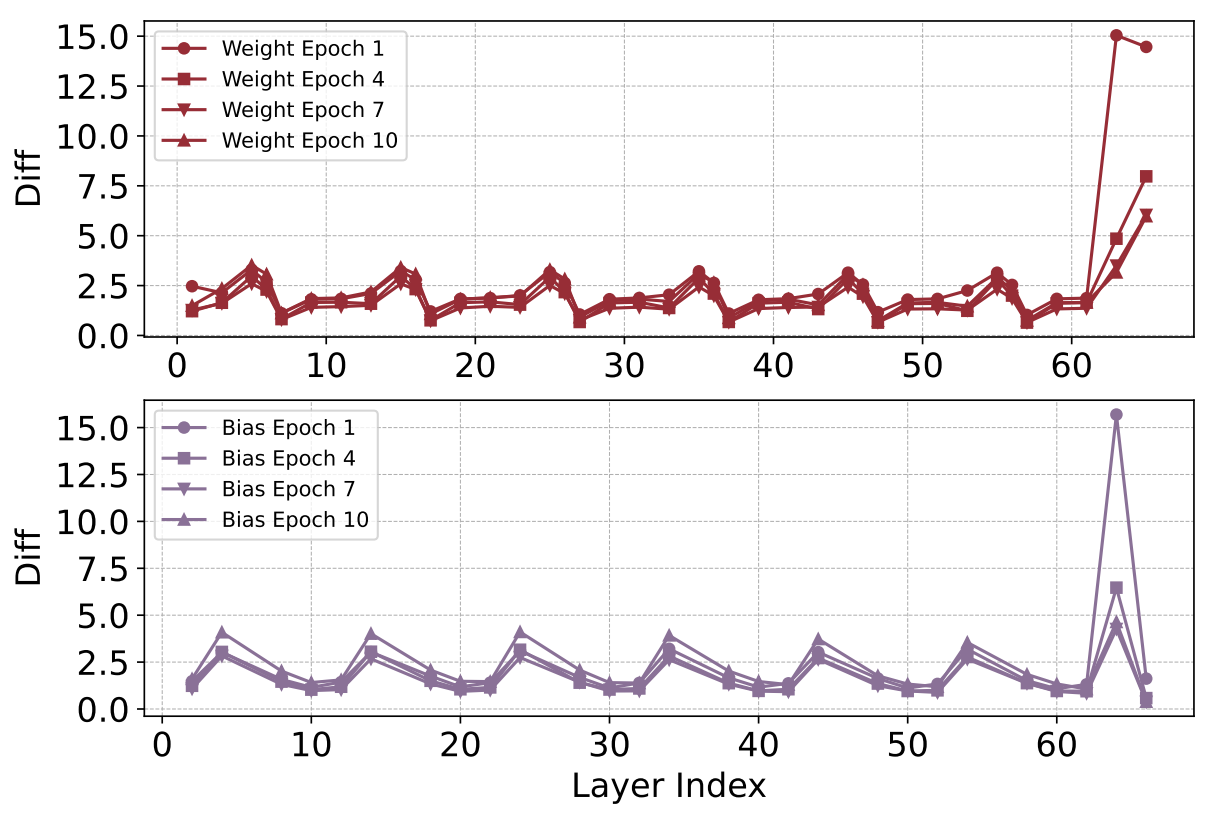 15.0
12.5
10.0
7.5
5.0
2.5
0.0
Diff
Weight Epoch 1
Weight Epoch 4
Weight Epoch 7
Weight Epoch 10
0 10 20 30 40 50 60
15.0
12.5
10.0
7.5
5.0
2.5
0.0
Diff
Bias Epoch 1
Bias Epoch 4
Bias Epoch 7
Bias Epoch 10
0 10 20 30 40 50 60
Layer Index